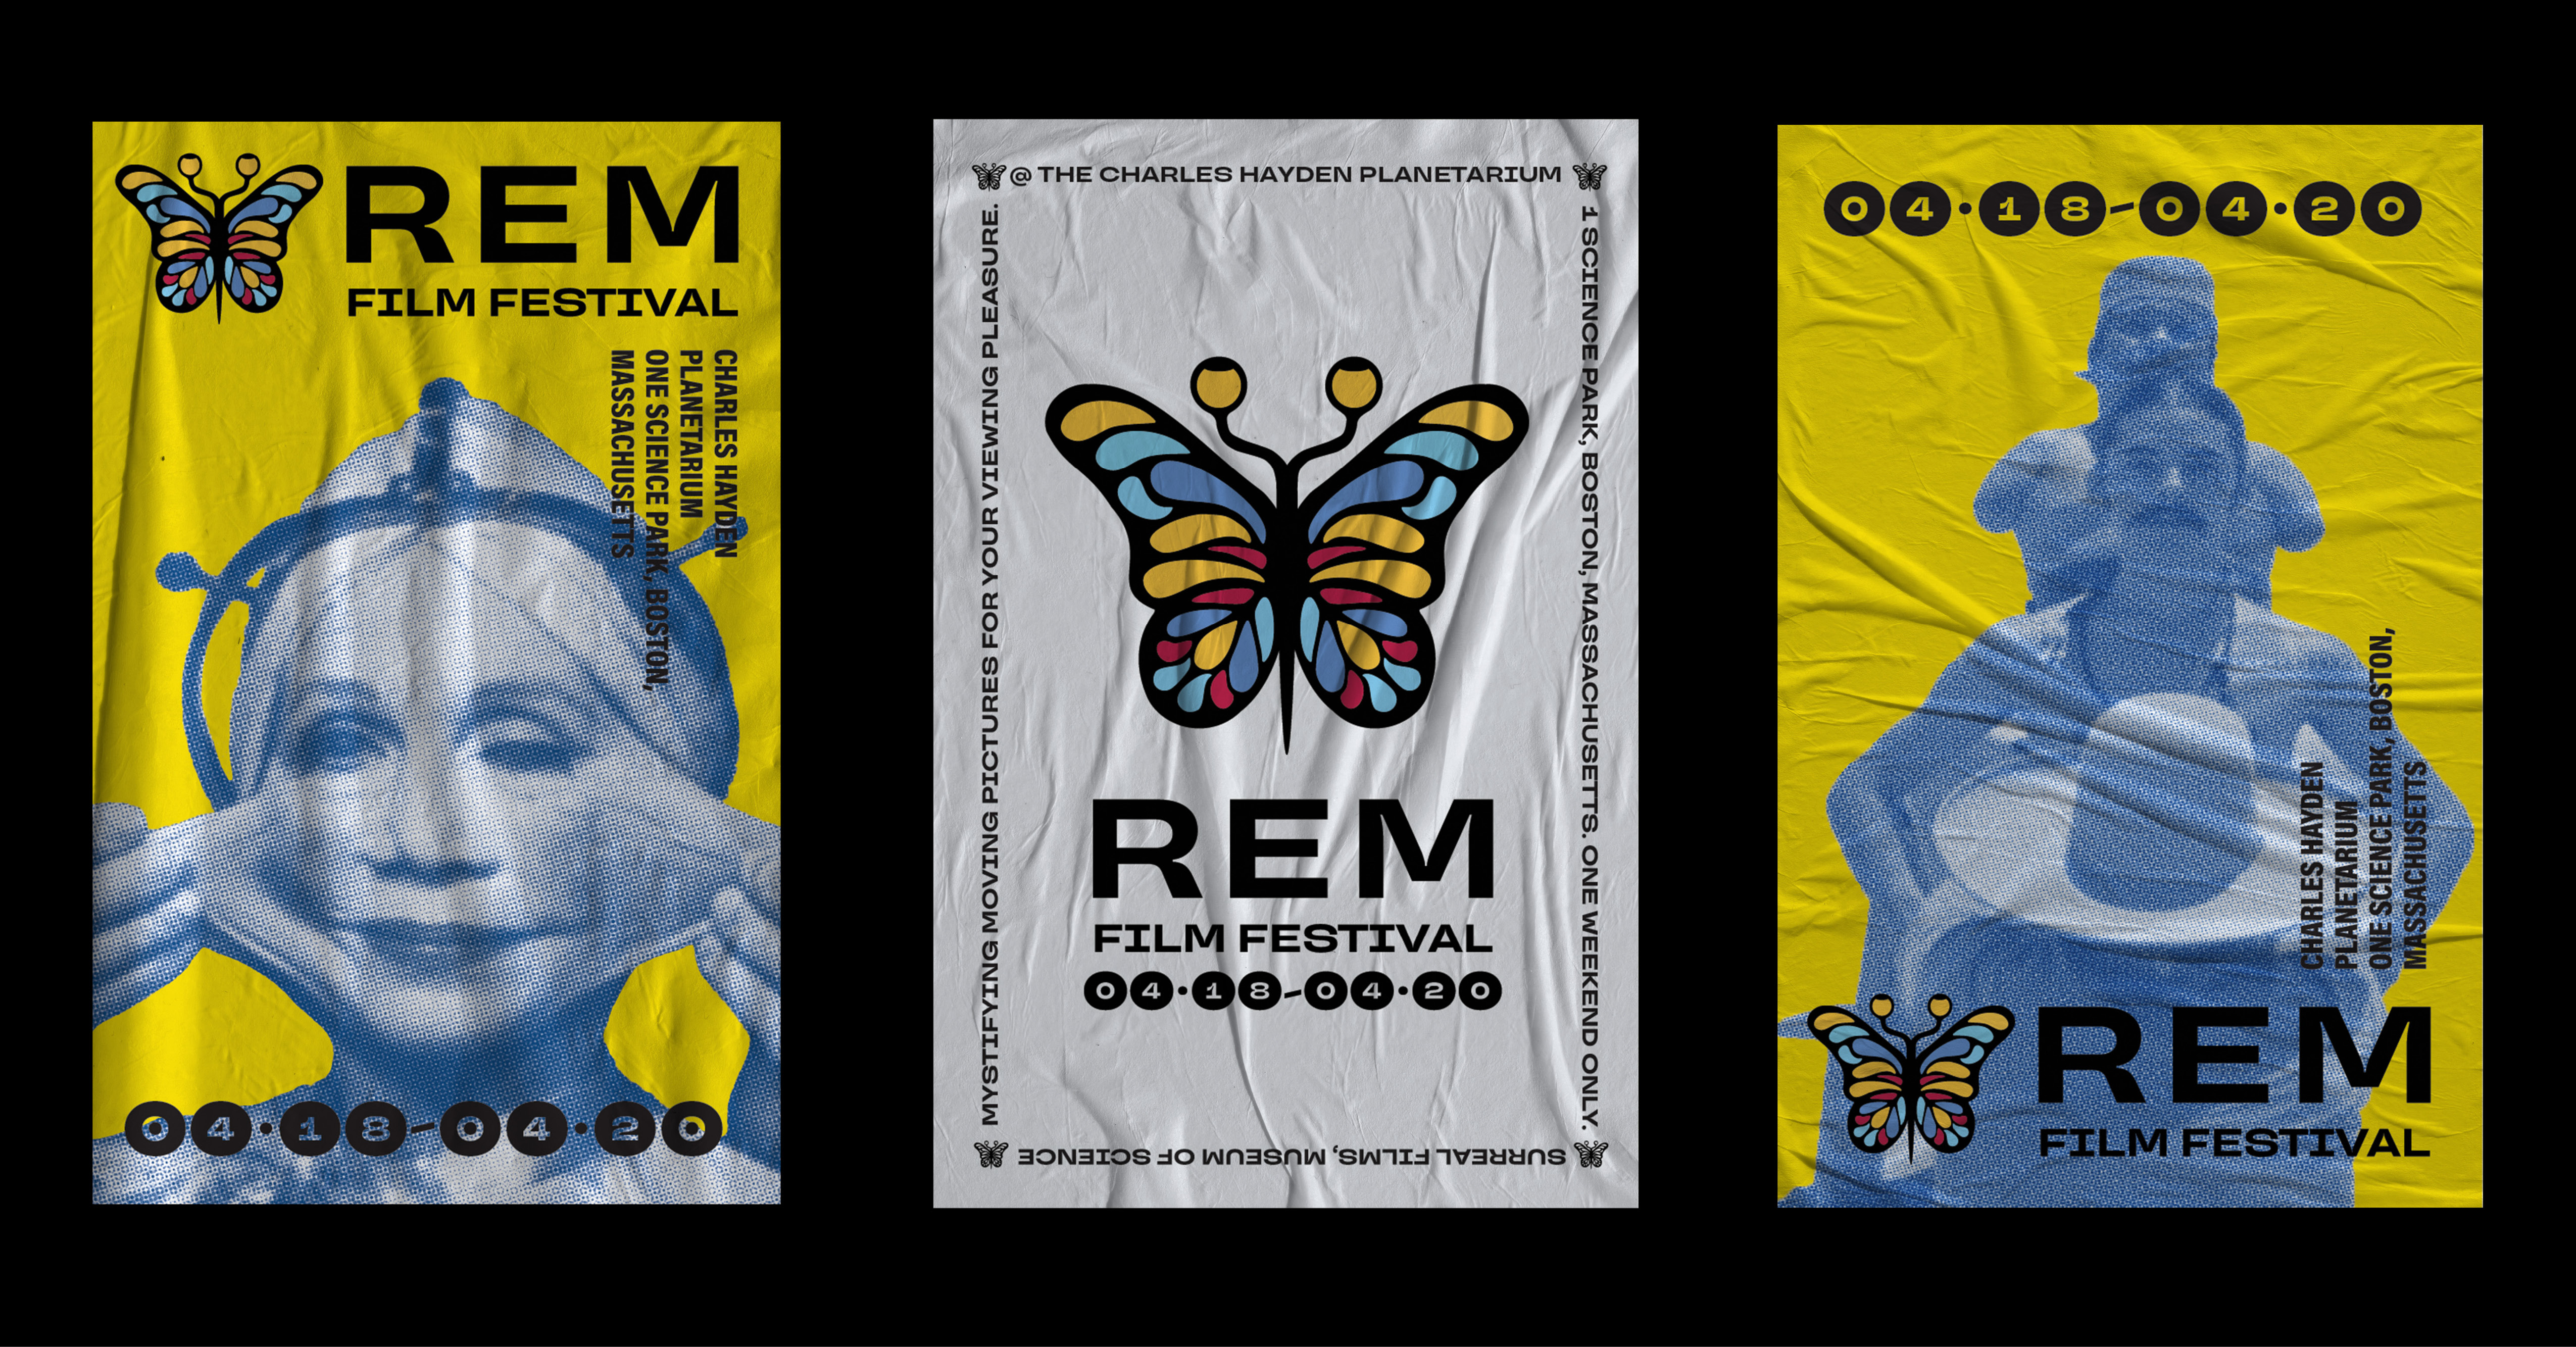 REM
FILM FESTIVAL
CHARLES HAYDEN
PLANETARIUM
ONE SCIENCE PARK, BOSTON,
MASSACHUSETTS
04•18–04•20
@ THE CHARLES HAYDEN PLANETARIUM
1 SCIENCE PARK, BOSTON, MASSACHUSETTS. ONE WEEKEND ONLY.
SURREAL FILMS, MUSEUM OF SCIENCE
MYSTIFYING MOVING PICTURES FOR YOUR VIEWING PLEASURE.
REM
FILM FESTIVAL
04•18–04•20
04•18–04•20
CHARLES HAYDEN
PLANETARIUM
ONE SCIENCE PARK, BOSTON,
MASSACHUSETTS
REM
FILM FESTIVAL